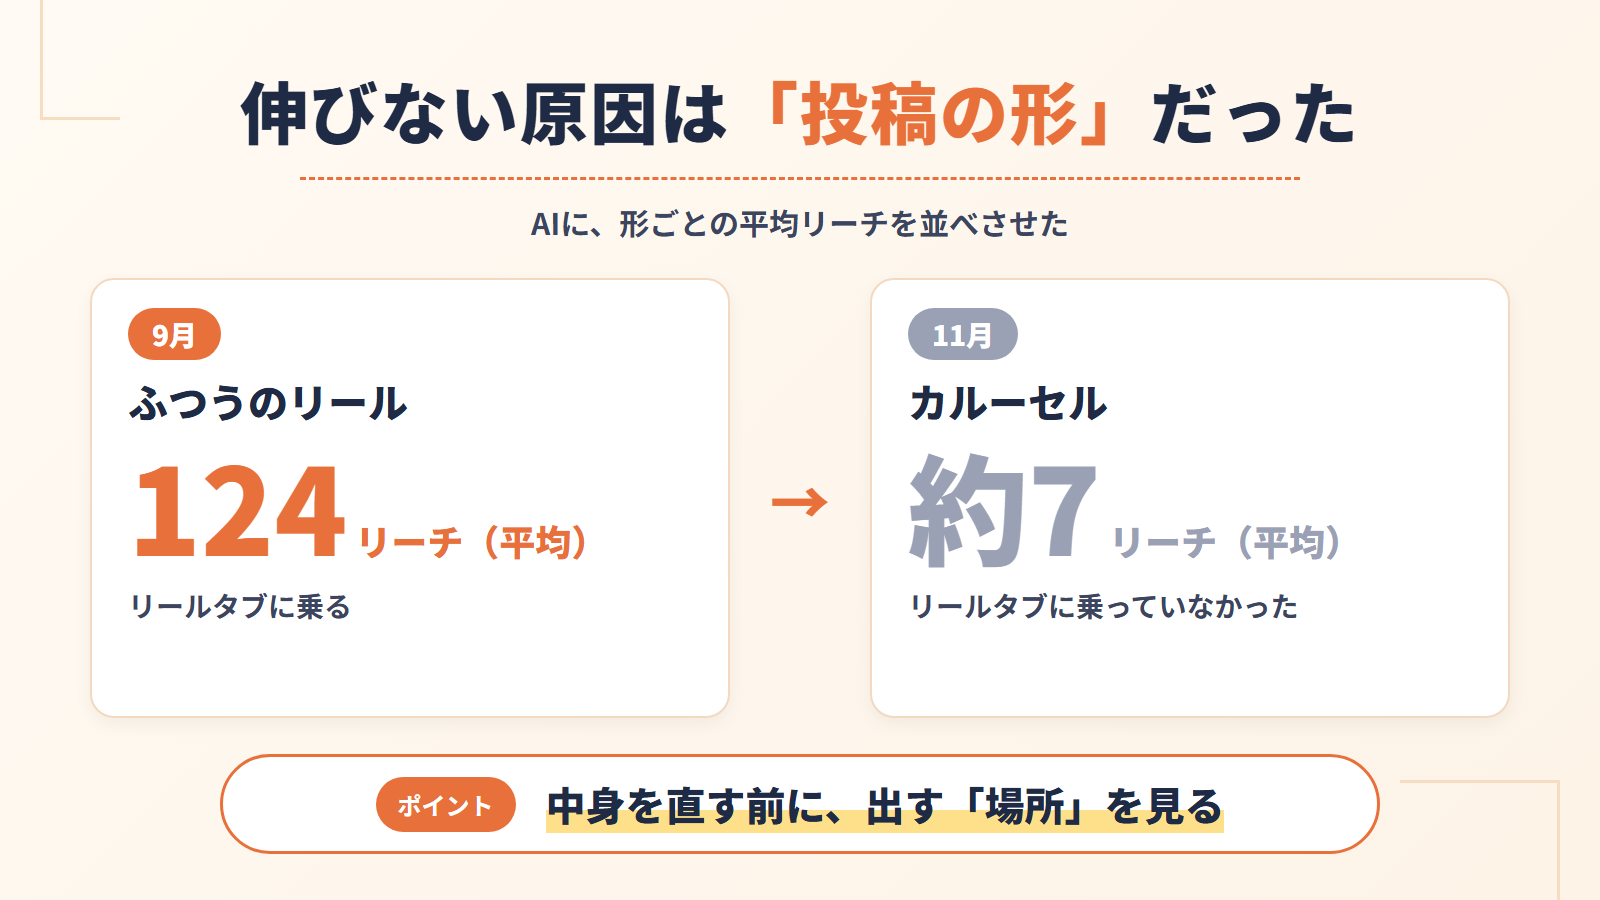 伸びない原因は「投稿の形」だった
AIに、形ごとの平均リーチを並べさせた
9月
ふつうのリール
124 リーチ（平均）
リールタブに乗る
→
11月
カルーセル
約7 リーチ（平均）
リールタブに乗っていなかった
ポイント 中身を直す前に、出す「場所」を見る